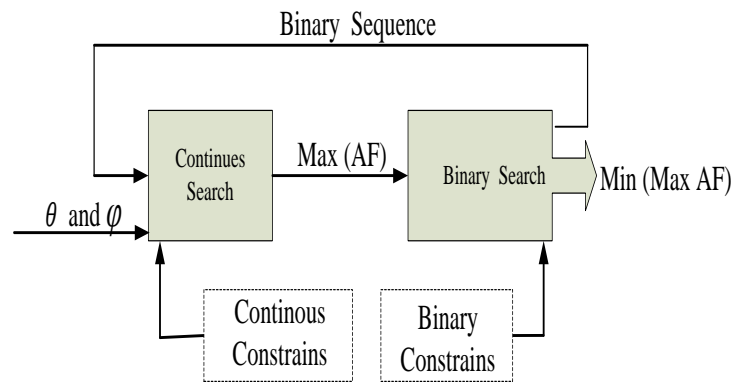 Binary Sequence
Continues
Search
Max (AF)
Binary Search
Min (Max AF)
θ and φ
Continous
Constrains
Binary
Constrains